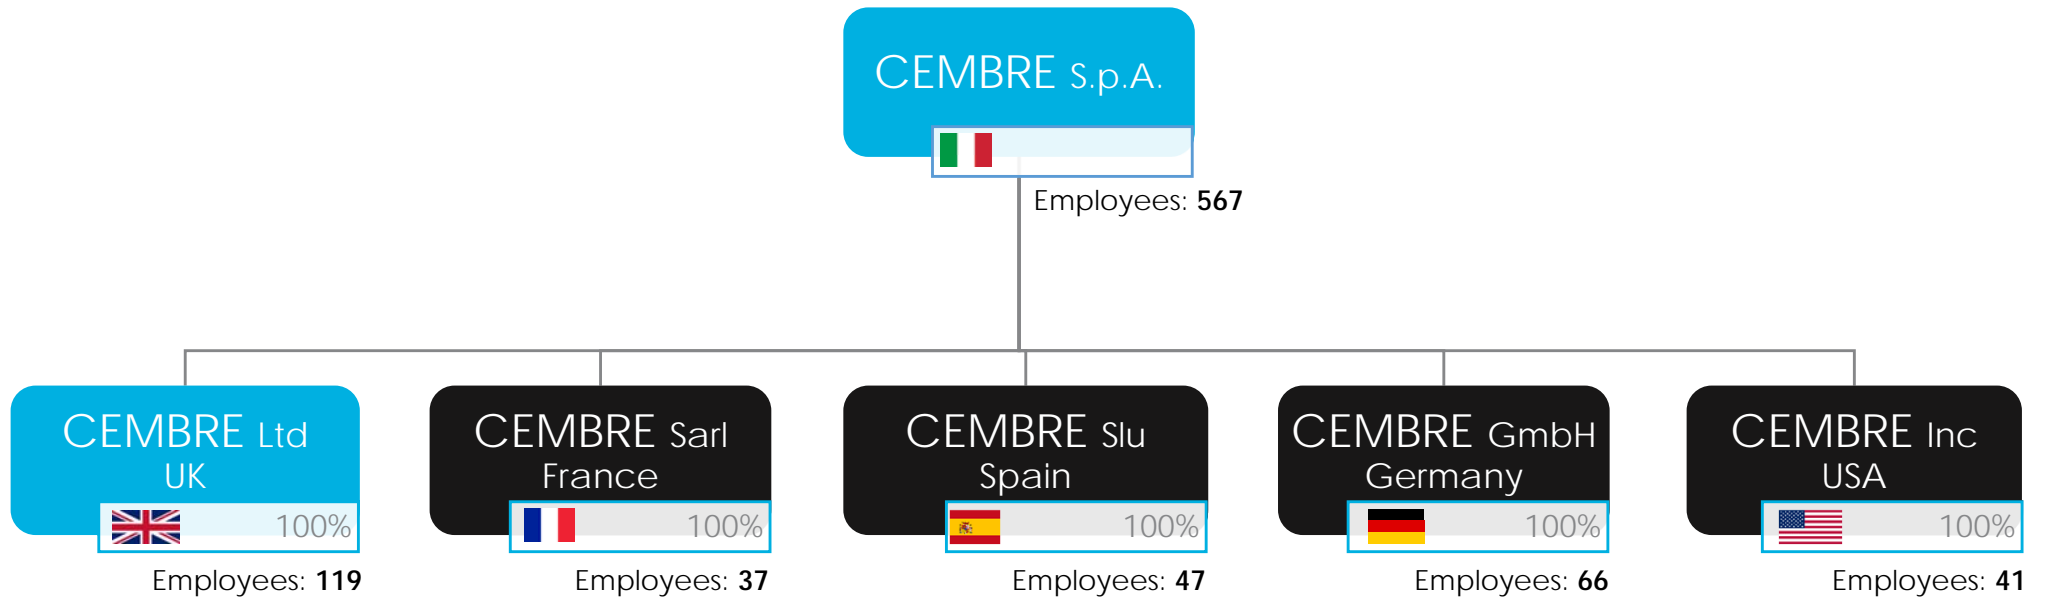 CEMBRE S.p.A.
Employees: 567
CEMBRE Ltd
UK
100%
Employees: 119
CEMBRE Sarl
France
100%
Employees: 37
CEMBRE Slu
Spain
100%
Employees: 47
CEMBRE GmbH
Germany
100%
Employees: 66
CEMBRE Inc
USA
100%
Employees: 41